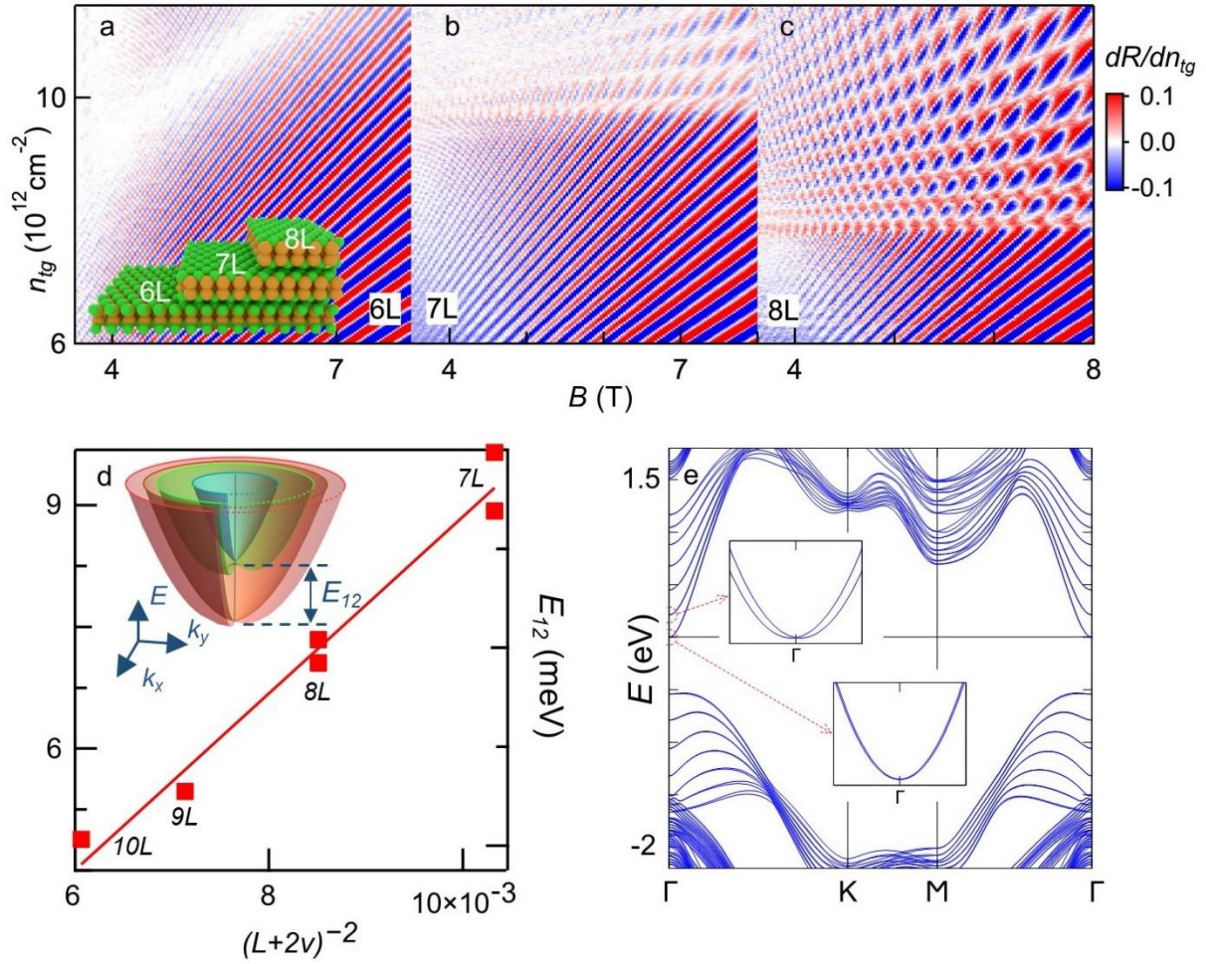 a
b
c
dR/dn_tg
0.1
0.0
-0.1
10
6
n_tg (10^12 cm^-2)
6L
7L
8L
6L
7L
8L
4
7
4
7
4
8
B (T)
d
9
6
E
k_y
k_x
E_12
7L
8L
9L
10L
6
8
10×10^-3
(L+2v)^-2
E_12 (meV)
e
1.5
-2
E (eV)
Γ
Γ
Γ
K
M
Γ